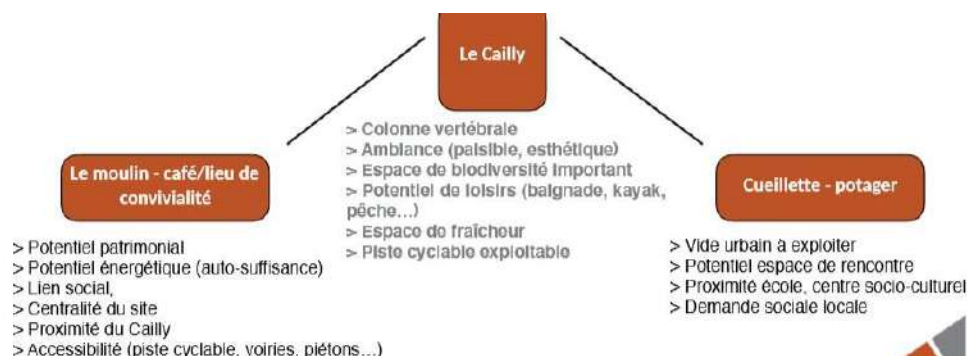 Le Cailly
> Colonne vertébrale
> Ambiance (paisible, esthétique)
> Espace de biodiversité important
> Potentiel de loisirs (baignade, kayak,
pêche...)
> Espace de fraîcheur
> Piste cyclable exploitable
Le moulin - café/lieu de
convivialité
> Potentiel patrimonial
> Potentiel énergétique (auto-suffisance)
> Lien social,
> Centralité du site
> Proximité du Cailly
> Accessibilité (piste cyclable, voiries, piétons...)
Cueillette - potager
> Vide urbain à exploiter
> Potentiel espace de rencontre
> Proximité école, centre socio-culturel
> Demande sociale locale